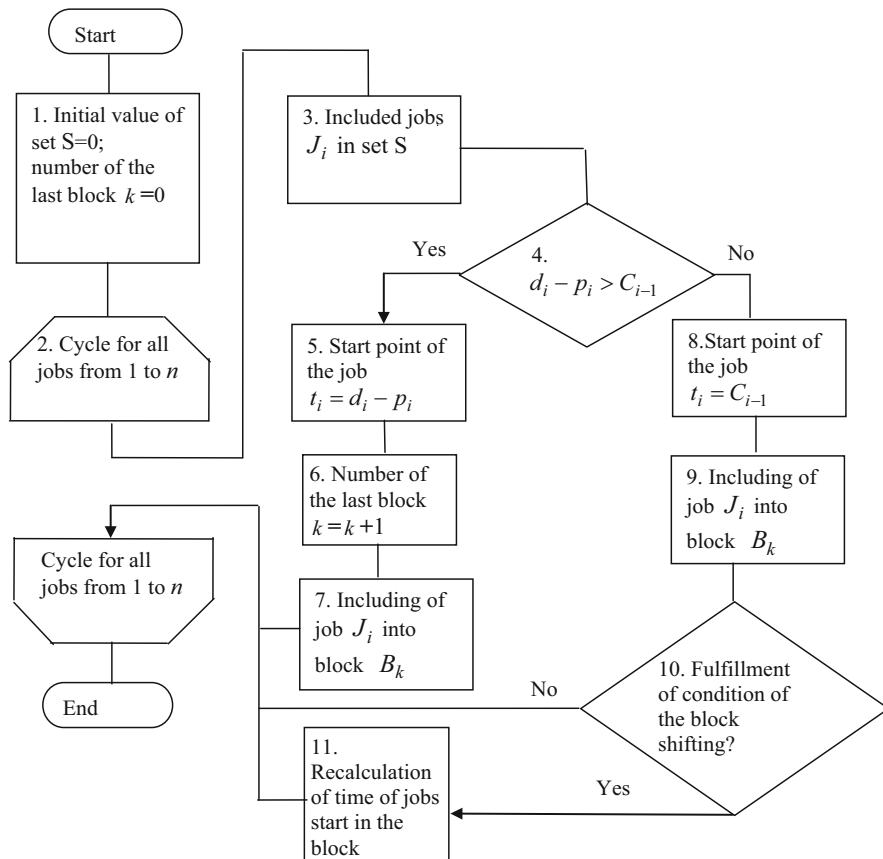 Start
1. Initial value of
set S=0;
number of the
last block k=0
2. Cycle for all
jobs from 1 to n
3. Included jobs
J_i in set S
4.
d_i − p_i > C_{i−1}
Yes
No
5. Start point of
the job
t_i = d_i − p_i
6. Number of
the last block
k=k+1
7. Including of
job J_i into
block B_k
8.Start point of
the job
t_i = C_{i−1}
9. Including of
job J_i into
block B_k
10. Fulfillment
of condition of
the block
shifting?
No
Yes
11.
Recalculation
of time of jobs
start in the
block
Cycle for all
jobs from 1 to n
End